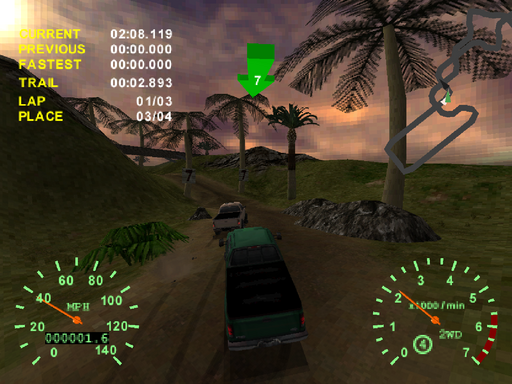 CURRENT 02:08.119
PREVIOUS 00:00.000
FASTEST 00:00.000
TRAIL 00:02.893
LAP 01/03
PLACE 03/04
7
7 7
0 20 40 60 80 100 120 140
MPH
000001.6
0 1 2 3 4 5 6 7
x1000/min
2WD
4